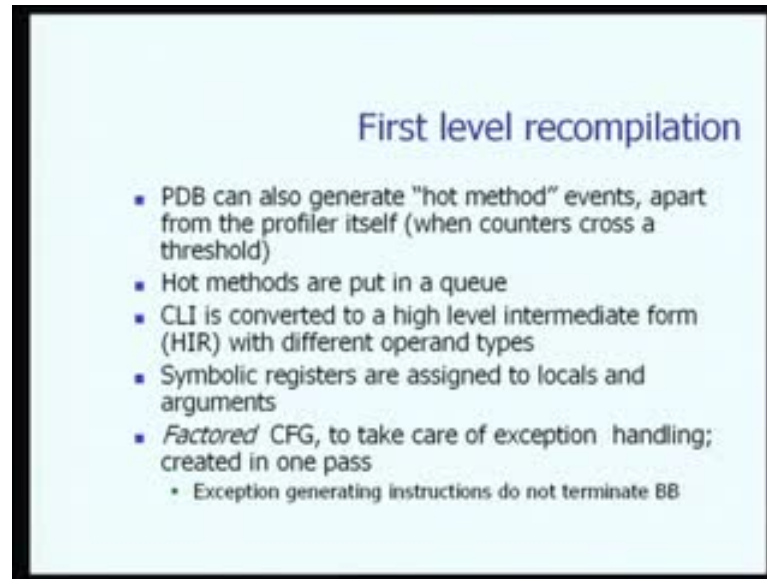 First level recompilation
PDB can also generate "hot method" events, apart
from the profiler itself (when counters cross a
threshold)
Hot methods are put in a queue
CLI is converted to a high level intermediate form
(HIR) with different operand types
Symbolic registers are assigned to locals and
arguments
Factored CFG, to take care of exception handling;
created in one pass
Exception generating instructions do not terminate BB